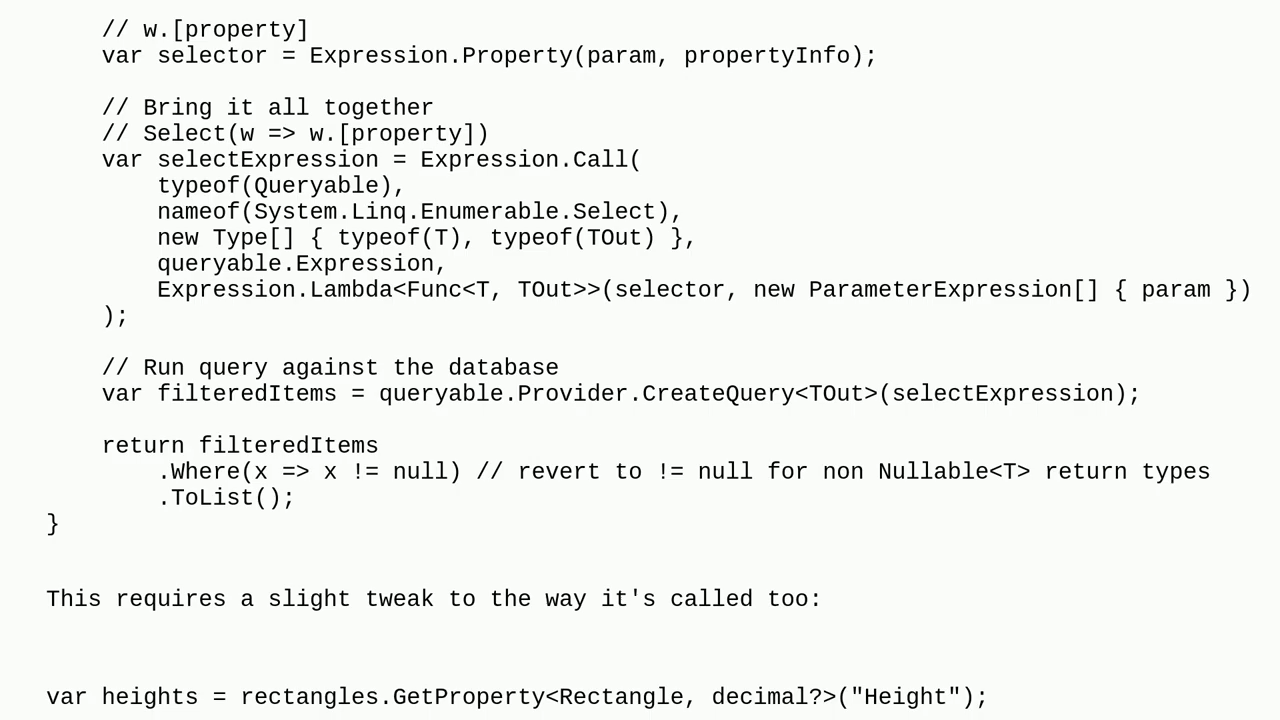 // w.[property]
var selector = Expression.Property(param, propertyInfo);
// Bring it all together
// Select(w => w.[property])
var selectExpression = Expression.Call(
typeof(Queryable),
nameof(System.Linq.Enumerable.Select),
new Type[] { typeof(T), typeof(TOut) },
queryable.Expression,
Expression.Lambda<Func<T, TOut>>(selector, new ParameterExpression[] { param })
);
// Run query against the database
var filteredItems = queryable.Provider.CreateQuery<TOut>(selectExpression);
return filteredItems
.Where(x => x != null) // revert to != null for non Nullable<T> return types
.ToList();
}
This requires a slight tweak to the way it's called too:
var heights = rectangles.GetProperty<Rectangle, decimal?>("Height");